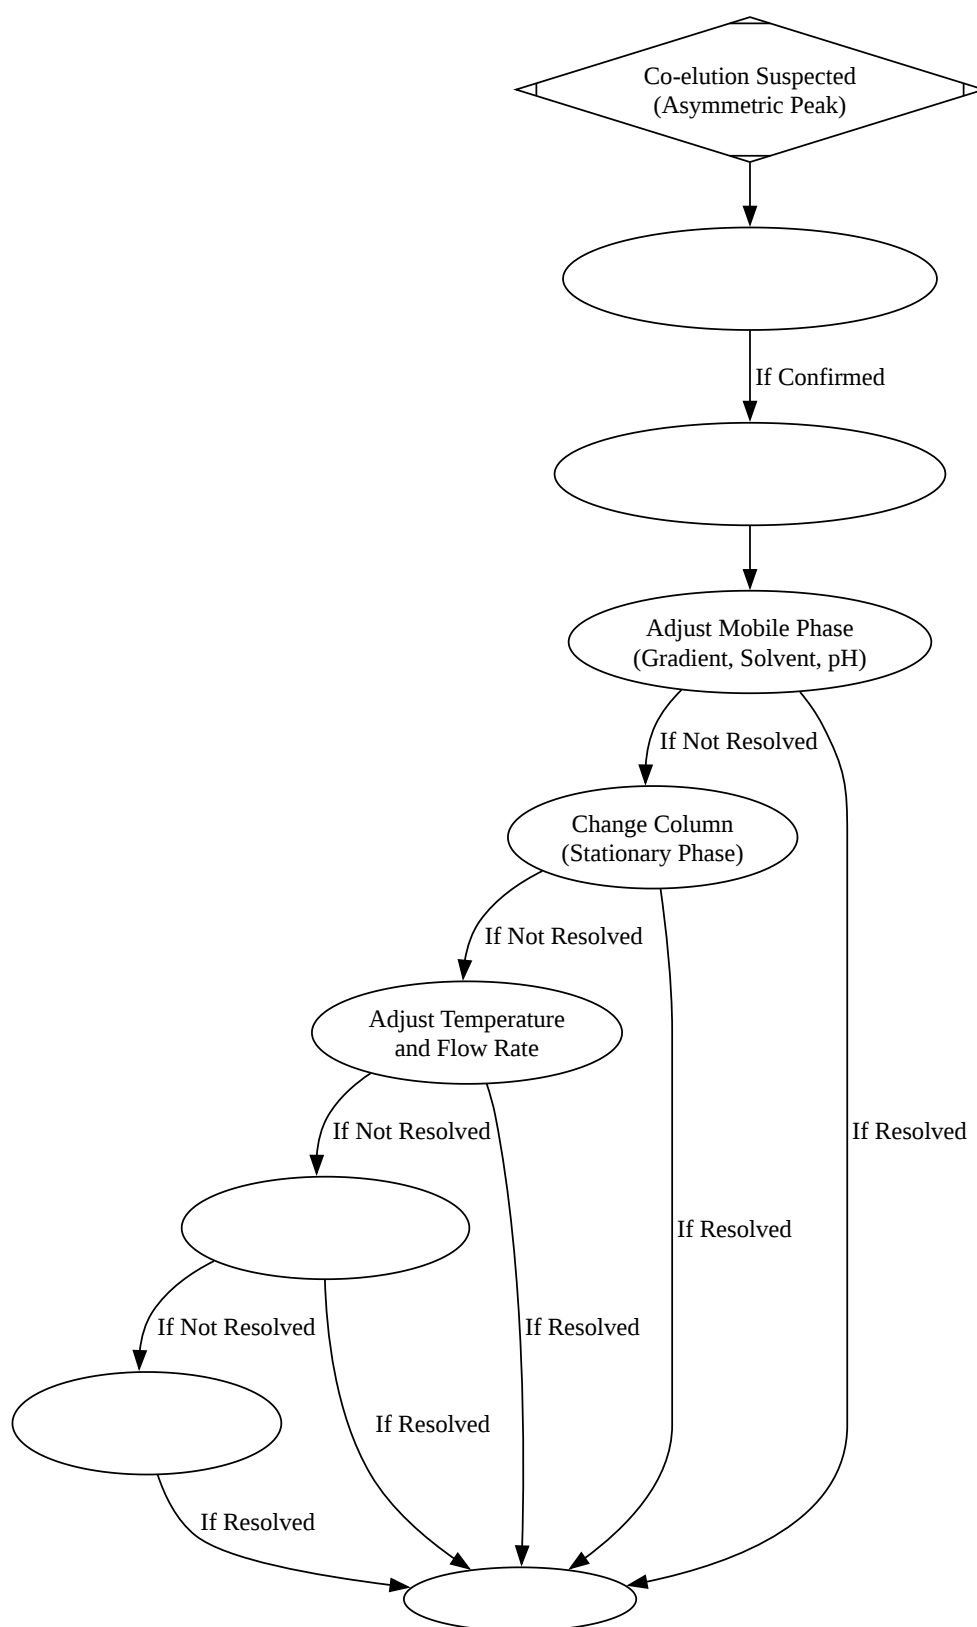 Co-elution Suspected
(Asymmetric Peak)
If Confirmed
Adjust Mobile Phase
(Gradient, Solvent, pH)
If Not Resolved
Change Column
(Stationary Phase)
If Not Resolved
Adjust Temperature
and Flow Rate
If Not Resolved
If Resolved
If Resolved
If Not Resolved
If Resolved
If Resolved
If Resolved